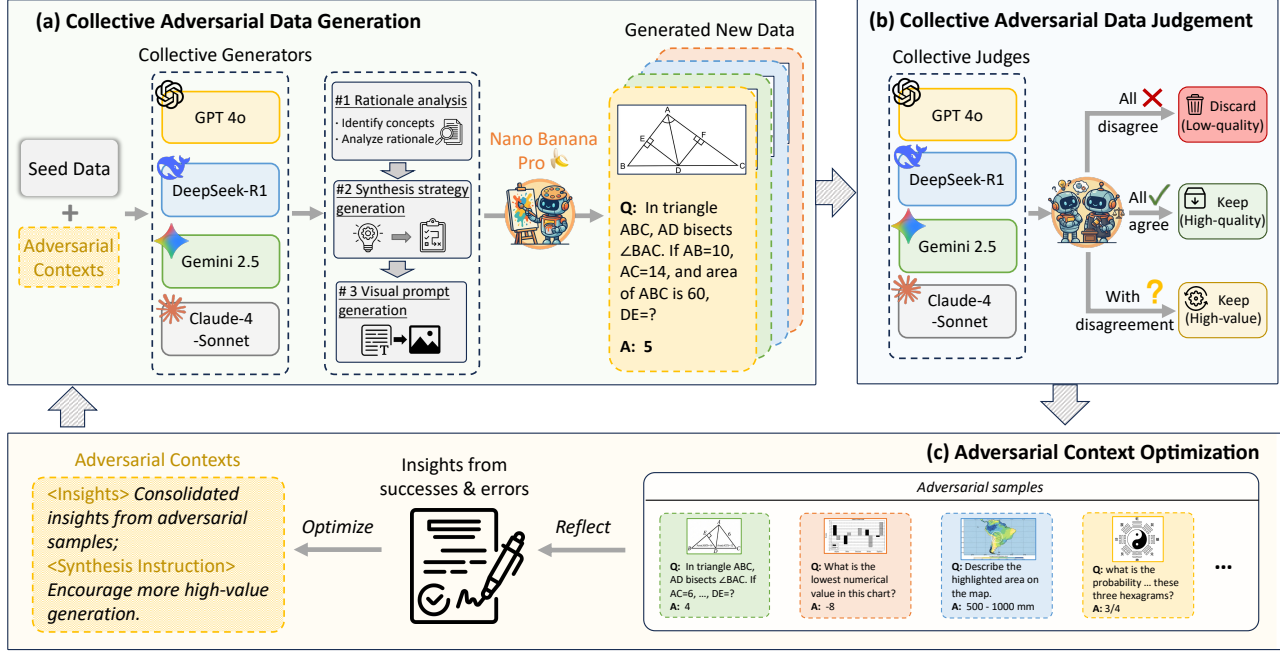 (a) Collective Adversarial Data Generation
Collective Generators
Generated New Data
Seed Data
+
Adversarial
Contexts
GPT 4o
DeepSeek-R1
Gemini 2.5
Claude-4
-Sonnet
#1 Rationale analysis
· Identify concepts
· Analyze rationale
#2 Synthesis strategy
generation
# 3 Visual prompt
generation
T
Nano Banana
Pro
A
E
F
B
D
C
Q: In triangle
ABC, AD bisects
∠BAC. If AB=10,
AC=14, and area
of ABC is 60,
DE=?
A: 5
(b) Collective Adversarial Data Judgement
Collective Judges
GPT 4o
DeepSeek-R1
Gemini 2.5
Claude-4
-Sonnet
All
disagree
Discard
(Low-quality)
All
agree
Keep
(High-quality)
With ?
disagreement
Keep
(High-value)
(c) Adversarial Context Optimization
Adversarial Contexts
<Insights> Consolidated
insights from adversarial
samples;
<Synthesis Instruction>
Encourage more high-value
generation.
Optimize
Insights from
successes & errors
Reflect
Adversarial samples
Q: In triangle ABC,
AD bisects ∠BAC. If
AC=6, ..., DE=?
A: 4
Q: What is the
lowest numerical
value in this chart?
A: -8
Q: Describe the
highlighted area on
the map.
A: 500 - 1000 mm
Q: what is the
probability ... these
three hexagrams?
A: 3/4
...